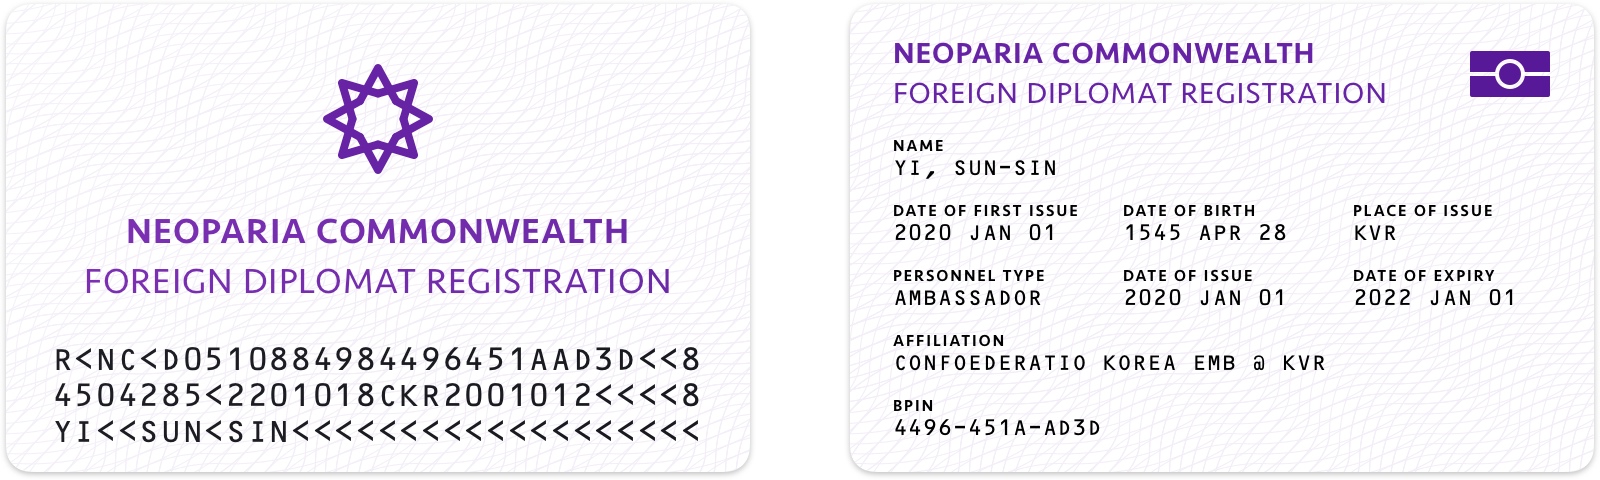 NEOPARIA COMMONWEALTH
FOREIGN DIPLOMAT REGISTRATION
R<NC<D0510884984496451AAD3D<<8
4504285<2201018CKR2001012<<<<8
YI<<SUN<SIN<<<<<<<<<<<<<<<<<<<
NEOPARIA COMMONWEALTH
FOREIGN DIPLOMAT REGISTRATION
NAME
YI, SUN-SIN
DATE OF FIRST ISSUE DATE OF BIRTH PLACE OF ISSUE
2020 JAN 01 1545 APR 28 KVR
PERSONNEL TYPE DATE OF ISSUE DATE OF EXPIRY
AMBASSADOR 2020 JAN 01 2022 JAN 01
AFFILIATION
CONFOEDERATIO KOREA EMB @ KVR
BPIN
4496-451A-AD3D